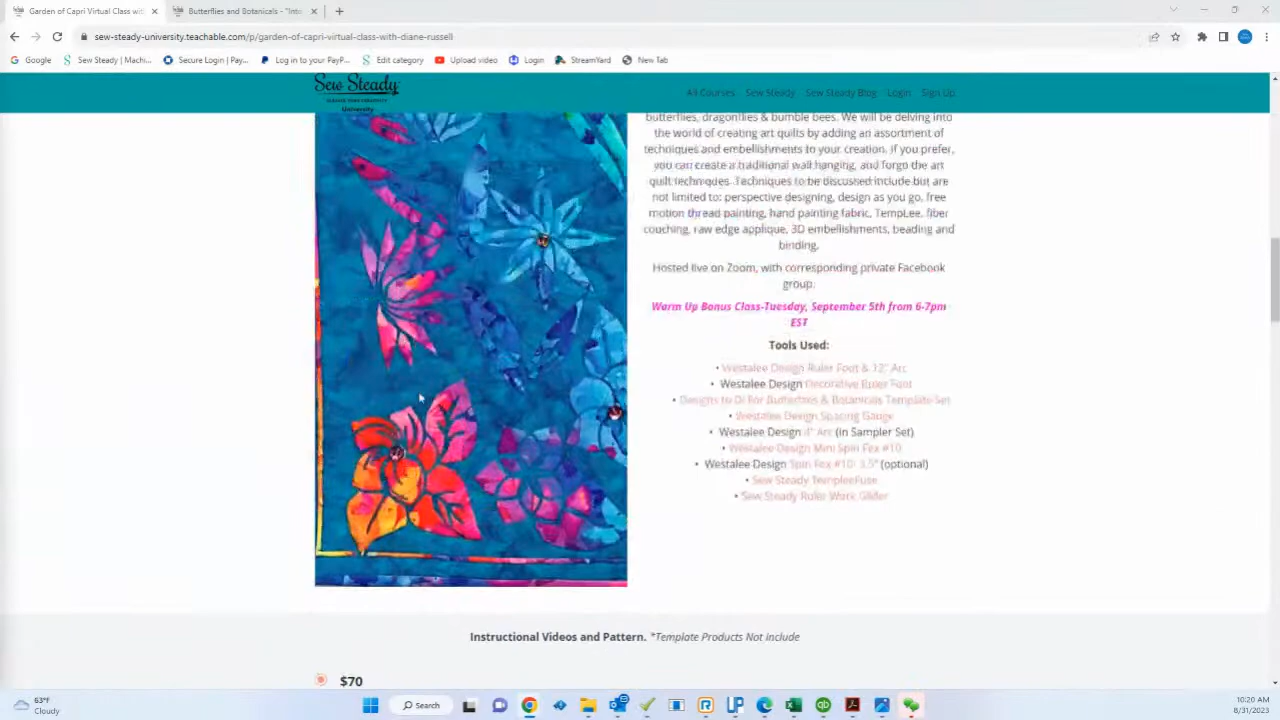 Garden of Capri Virtual Class wit
Butterflies and Botanicals - "Into
sew-steady-university.teachable.com/p/garden-of-capri-virtual-class-with-diane-russell
Google
Sew Steady | Machi...
Secure Login | Pay...
Log in to your PayP...
Edit category
Upload video
Login
StreamYard
New Tab
Sew Steady
University
All Courses
Sew Steady
Sew Steady Blog
Login
Sign Up
butterflies, dragonflies & bumble bees. We will be delving into
the world of creating art quilts by adding an assortment of
techniques and embellishments to your creation. If you prefer,
you can create a traditional wall hanging, and forgo the art
quilt techniques. Techniques to be discussed include but are
not limited to: perspective designing, design as you go, free
motion thread painting, hand painting fabric, TempLee, fiber
couching, raw edge applique, 3D embellishments, beading and
binding.
Hosted live on Zoom, with corresponding private Facebook
group.
Warm Up Bonus Class-Tuesday, September 5th from 6-7pm
EST
Tools Used:
• Westalee Design Ruler Foot & 12" Arc
• Westalee Design Decorative Ruler Foot
• Designs to Di For Butterflies & Botanicals Template Set
• Westalee Design Spacing Gauge
• Westalee Design 4" Arc (in Sampler Set)
• Westalee Design Mini Spin Fex #10
• Westalee Design Spin Fex #10- 3.5" (optional)
• Sew Steady TempleeFuse
• Sew Steady Ruler Work Glider
Instructional Videos and Pattern. *Template Products Not Include
$70
63°F
Cloudy
Search
10:20 AM
8/31/2023